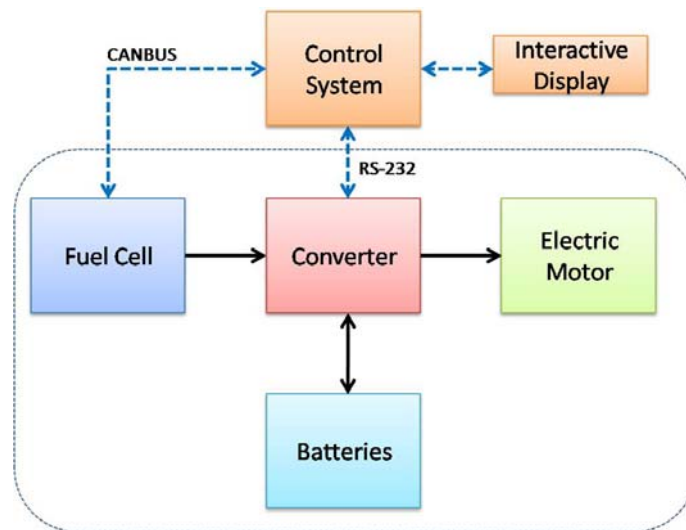 CANBUS
Control
System
Interactive
Display
RS-232
Fuel Cell
Converter
Electric
Motor
Batteries